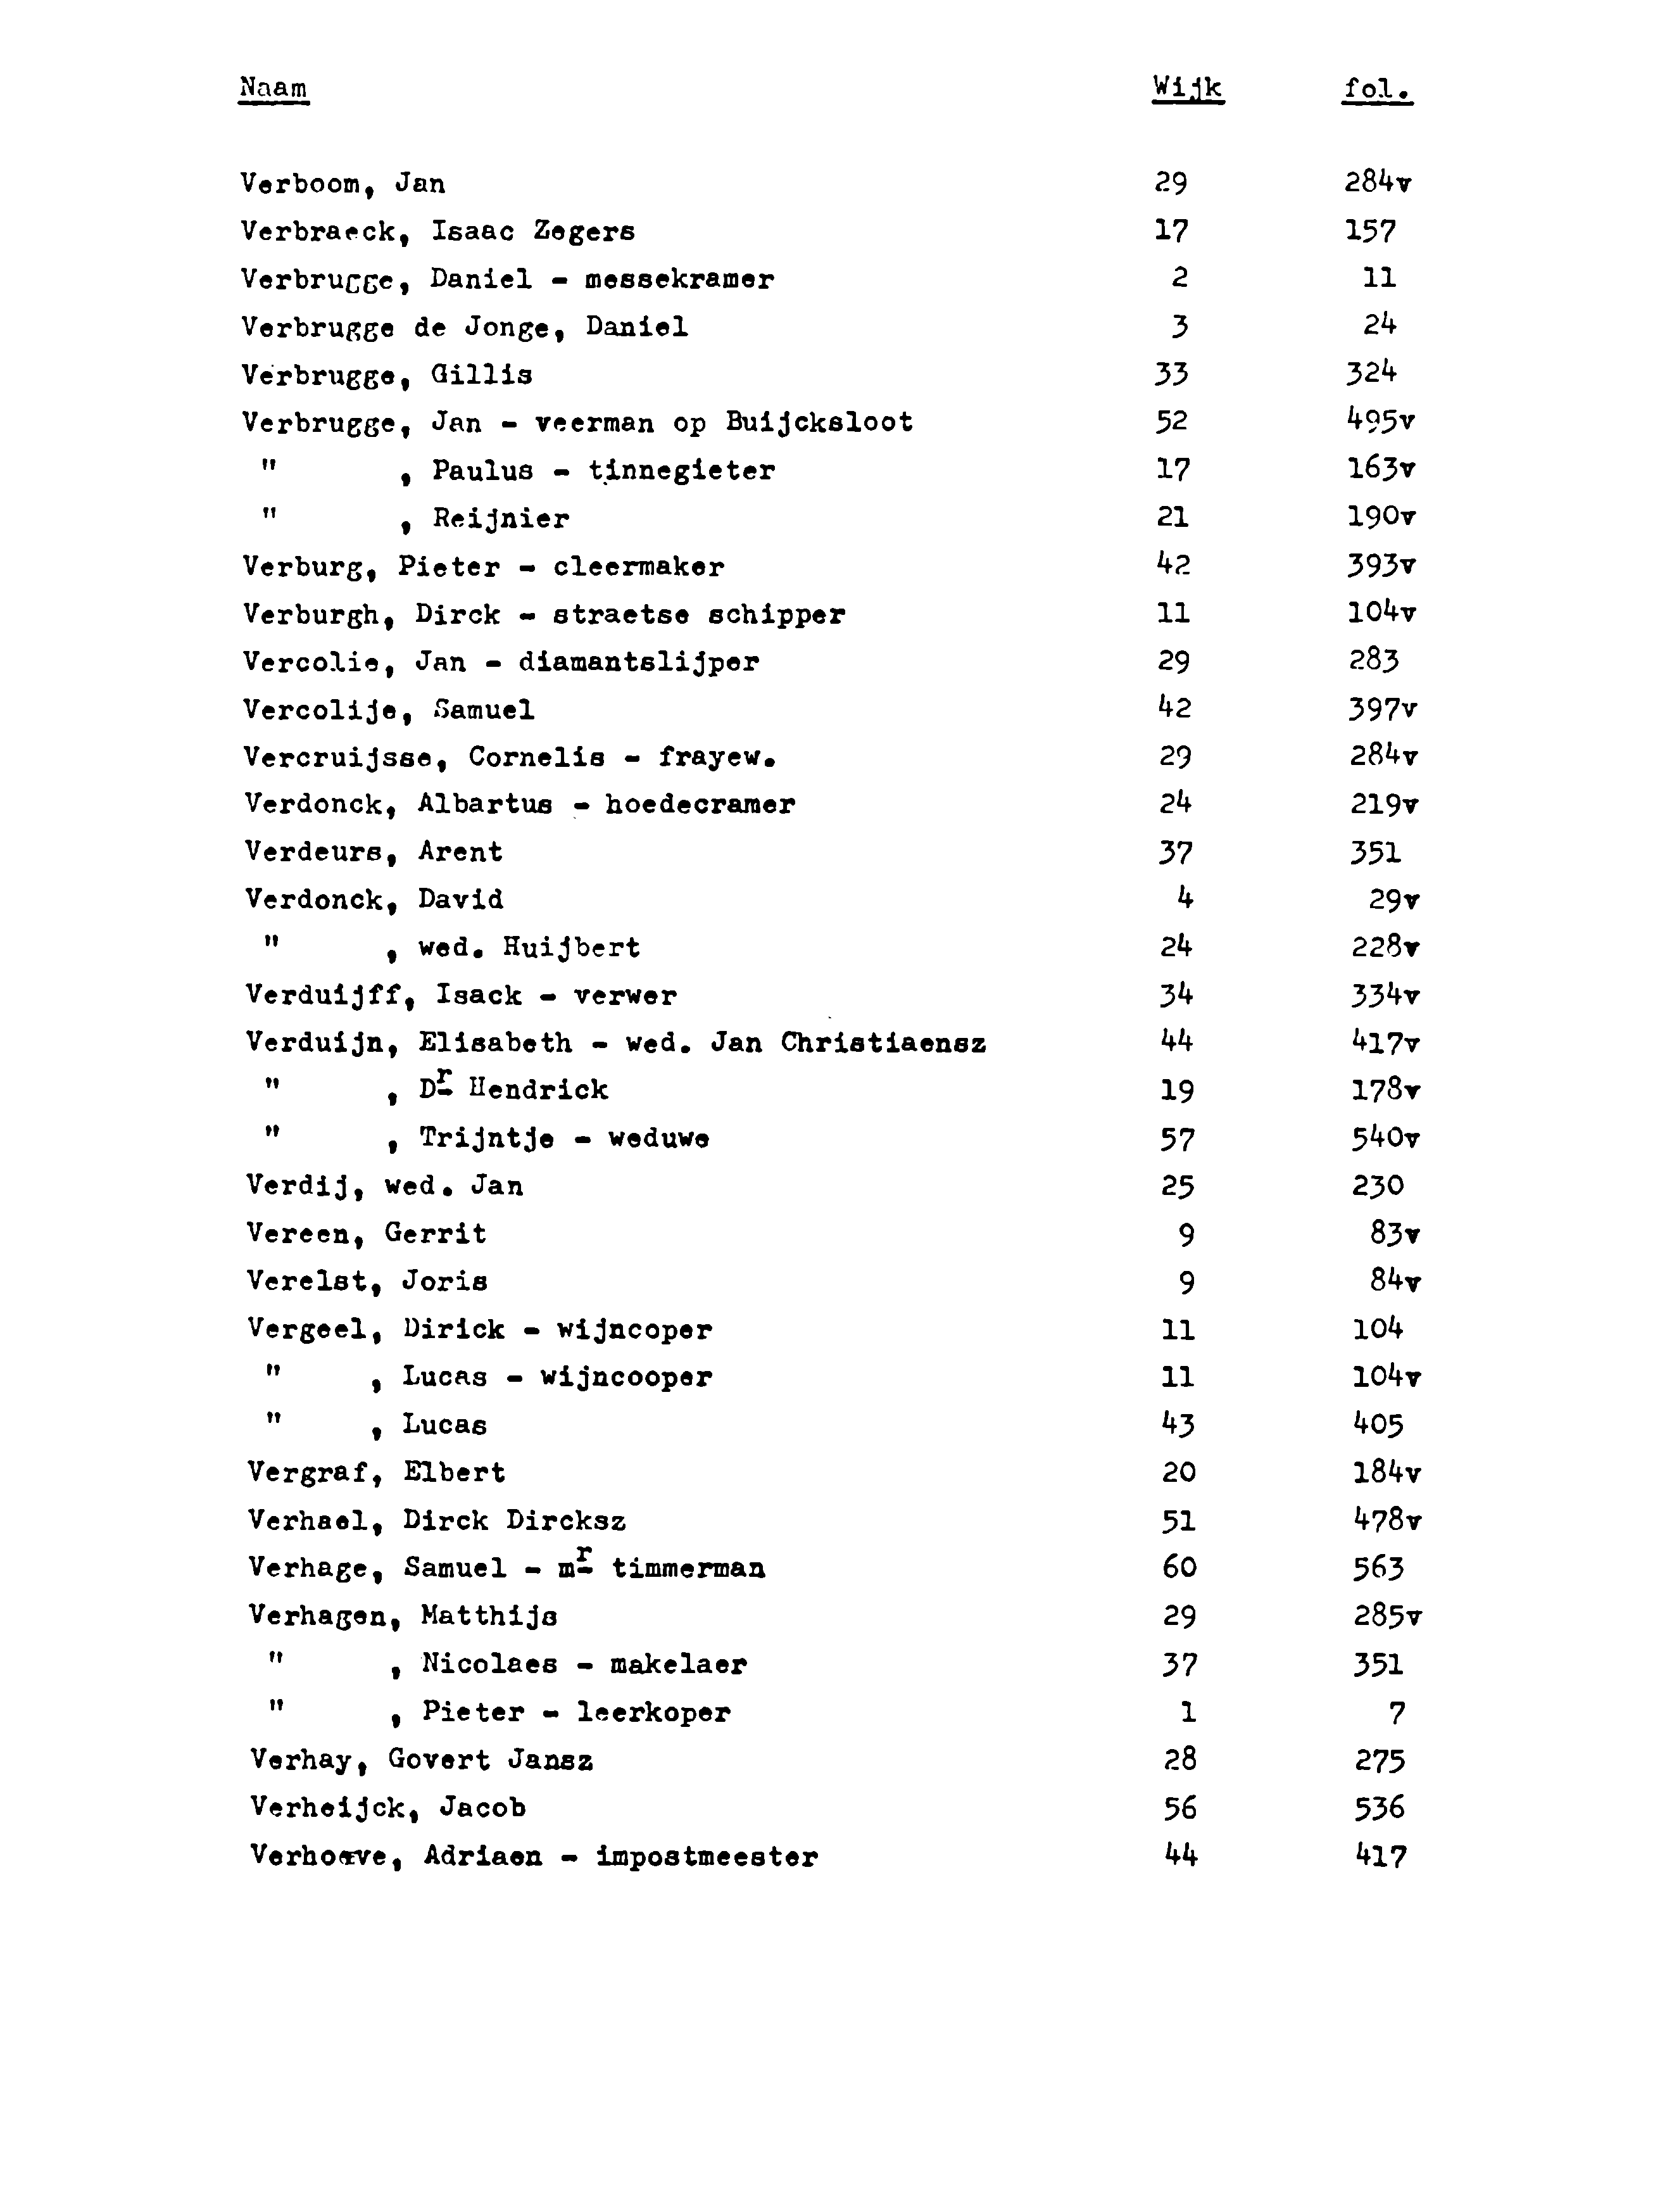 Naam Wijk fol.
Verboom, Jan 29 284v
Verbraeck, Isaac Zegers 17 157
Verbrugge, Daniel - messekramer 2 11
Verbrugge de Jonge, Daniel 3 24
Verbrugge, Gillis 33 324
Verbrugge, Jan - veerman op Buijcksloot 52 495v
" , Paulus - tinnegieter 17 163v
" , Reijnier 21 190v
Verburg, Pieter - cleermaker 42 393v
Verburgh, Dirck - straetse schipper 11 104v
Vercolie, Jan - diamantslijper 29 283
Vercolije, Samuel 42 397v
Vercruijsse, Cornelis - frayew. 29 284v
Verdonck, Albartus - hoedecramer 24 219v
Verdeurs, Arent 37 351
Verdonck, David 4 29v
" , wed. Huijbert 24 228v
Verduijff, Isack - verwer 34 334v
Verduijn, Elisabeth - wed. Jan Christiaensz 44 417v
" , Dr Hendrick 19 178v
" , Trijntje - weduwe 57 540v
Verdij, wed. Jan 25 230
Vereen, Gerrit 9 83v
Verelst, Joris 9 84v
Vergeel, Dirick - wijncoper 11 104
" , Lucas - wijncooper 11 104v
" , Lucas 43 405
Vergraf, Elbert 20 184v
Verhael, Dirck Dircksz 51 478v
Verhage, Samuel - mr timmerman 60 563
Verhagen, Matthijs 29 285v
" , Nicolaes - makelaer 37 351
" , Pieter - leerkoper 1 7
Verhay, Govert Jansz 28 275
Verheijck, Jacob 56 536
Verhoeve, Adriaen - impostmeester 44 417